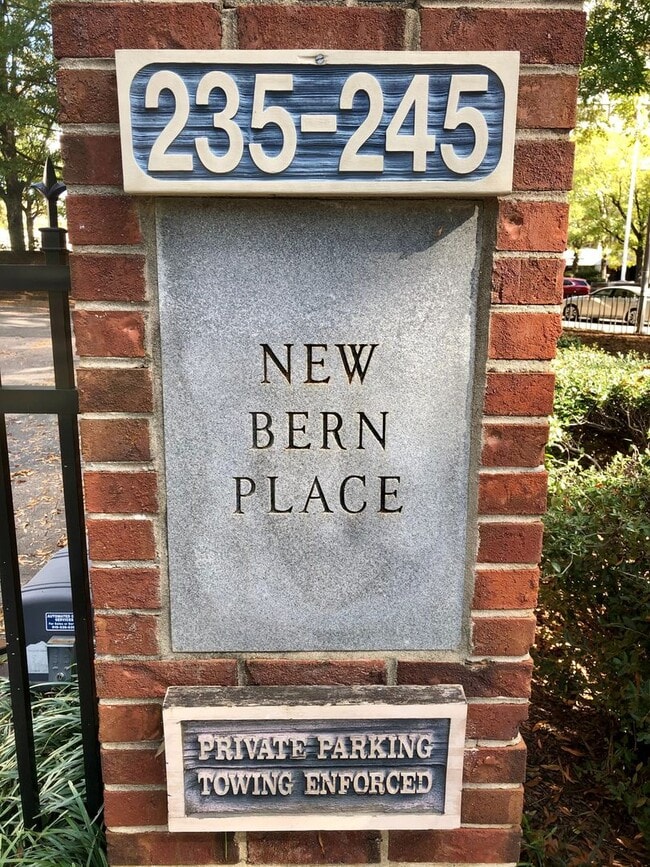 235-245
NEW
BERN
PLACE
PRIVATE PARKING
TOWING ENFORCED